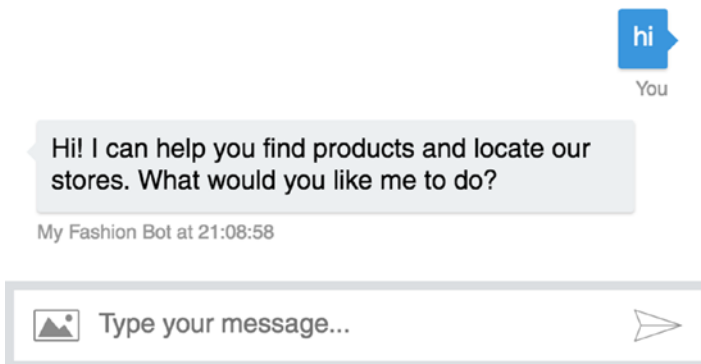 hi
You
Hi! I can help you find products and locate our
stores. What would you like me to do?
My Fashion Bot at 21:08:58
Type your message...